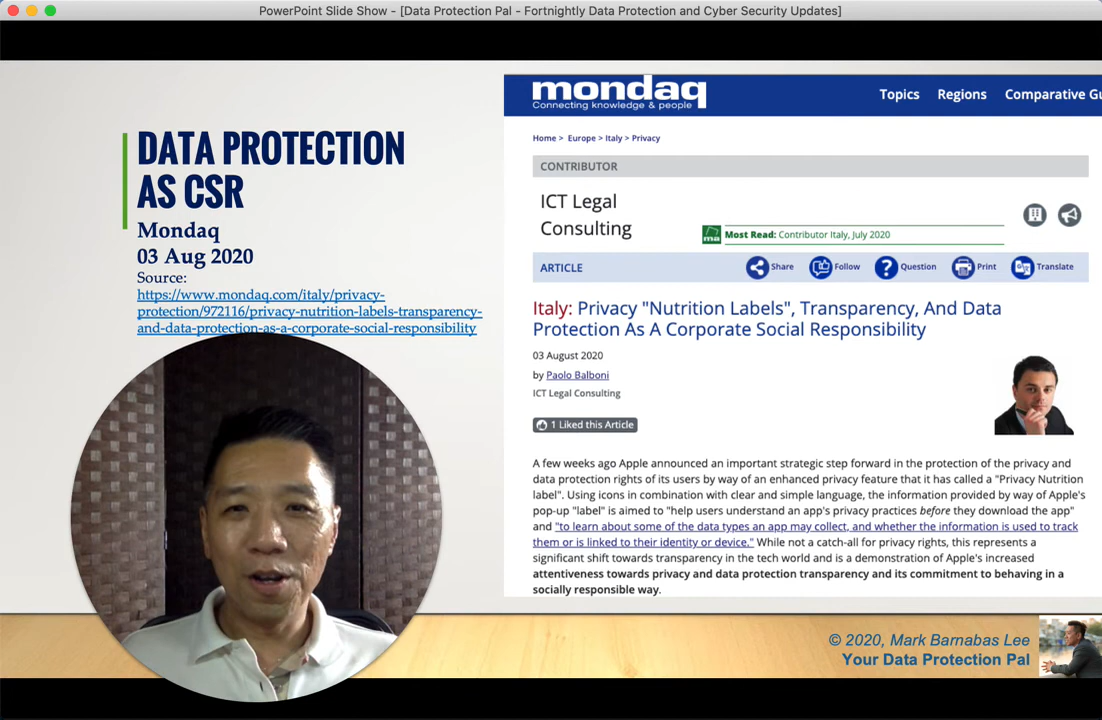 PowerPoint Slide Show - [Data Protection Pal - Fortnightly Data Protection and Cyber Security Updates]
DATA PROTECTION
AS CSR
Mondaq
03 Aug 2020
Source:
https://www.mondaq.com/italy/privacy-
protection/972116/privacy-nutrition-labels-transparency-
and-data-protection-as-a-corporate-social-responsibility
mondaq
Connecting knowledge & people
Topics Regions Comparative Gu
Home > Europe > Italy > Privacy
CONTRIBUTOR
ICT Legal
Consulting
ma Most Read: Contributor Italy, July 2020
ARTICLE
Share Follow Question Print Translate
Italy: Privacy "Nutrition Labels", Transparency, And Data
Protection As A Corporate Social Responsibility
03 August 2020
by Paolo Balboni
ICT Legal Consulting
1 Liked this Article
A few weeks ago Apple announced an important strategic step forward in the protection of the privacy and
data protection rights of its users by way of an enhanced privacy feature that it has called a "Privacy Nutrition
label". Using icons in combination with clear and simple language, the information provided by way of Apple's
pop-up "label" is aimed to "help users understand an app's privacy practices before they download the app"
and "to learn about some of the data types an app may collect, and whether the information is used to track
them or is linked to their identity or device." While not a catch-all for privacy rights, this represents a
significant shift towards transparency in the tech world and is a demonstration of Apple's increased
attentiveness towards privacy and data protection transparency and its commitment to behaving in a
socially responsible way.
© 2020, Mark Barnabas Lee
Your Data Protection Pal